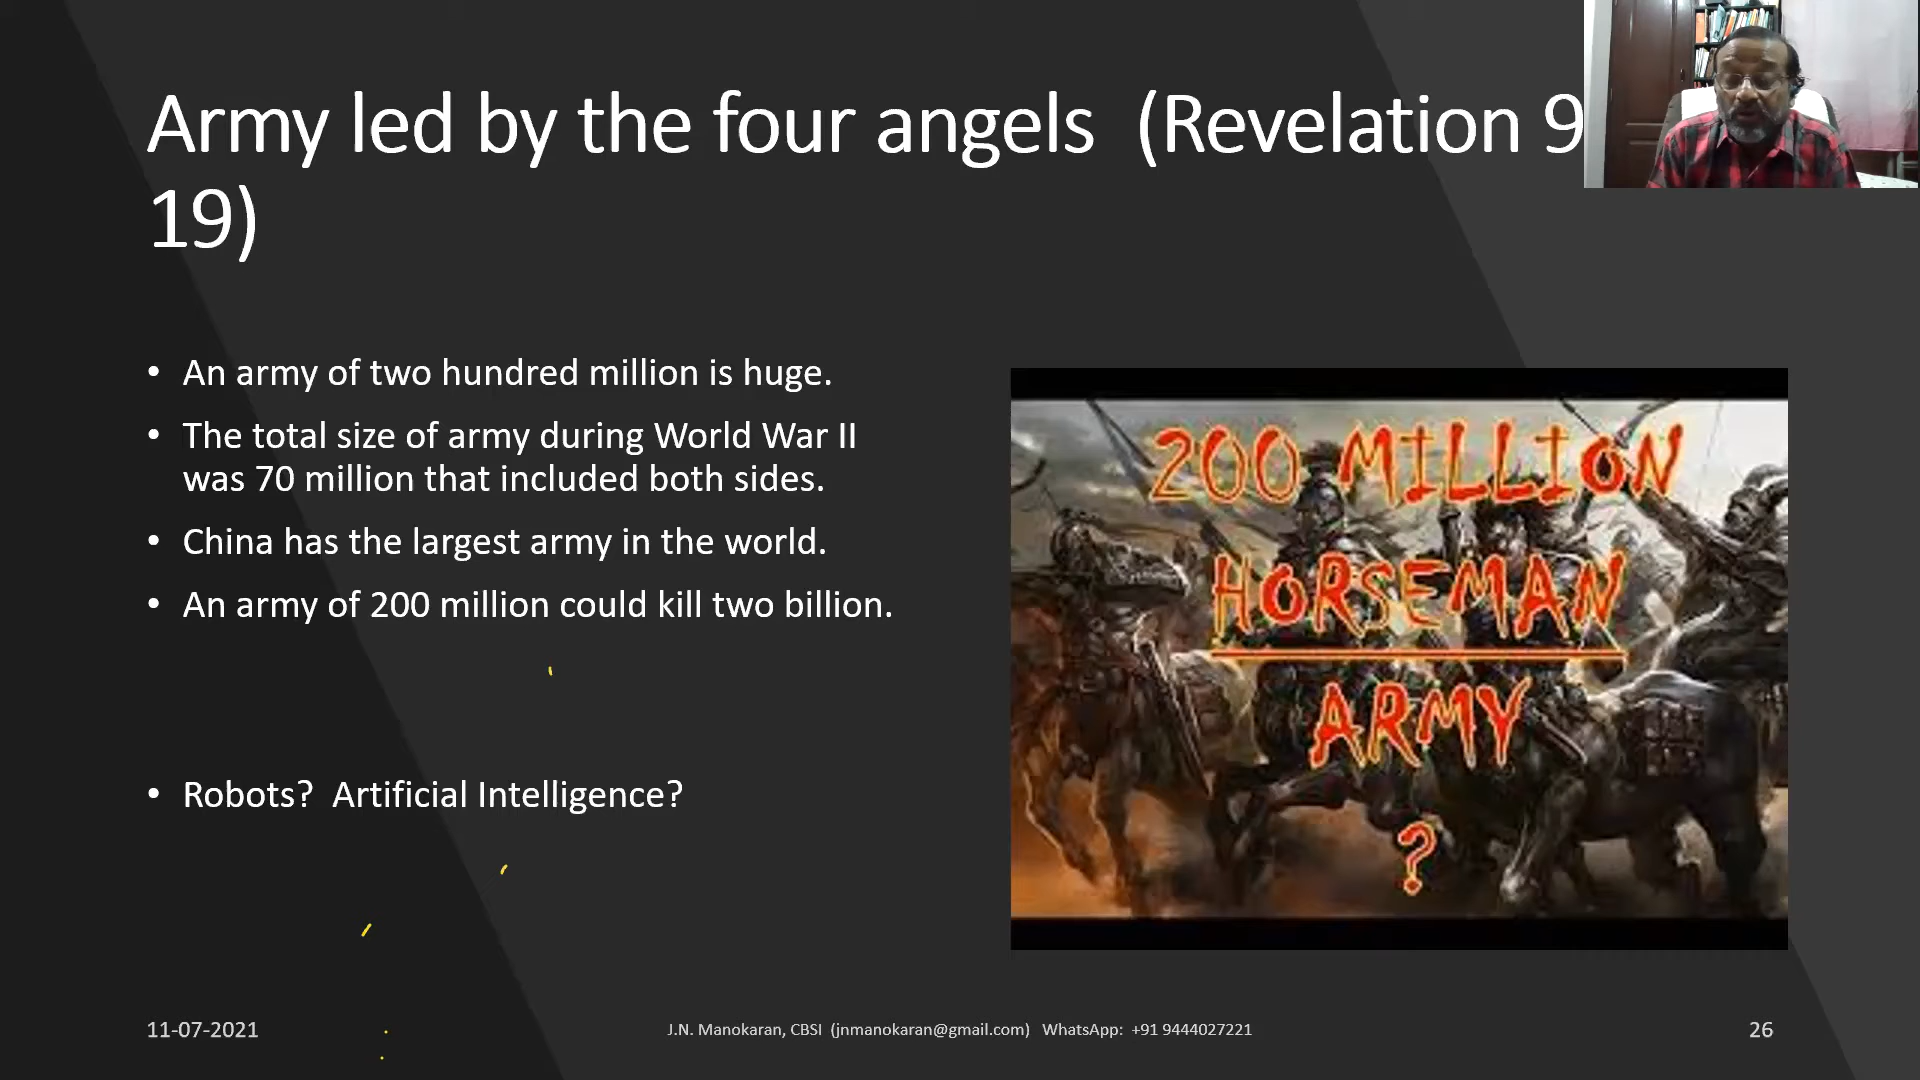 Army led by the four angels (Revelation 9
19)
• An army of two hundred million is huge.
• The total size of army during World War II
was 70 million that included both sides.
• China has the largest army in the world.
• An army of 200 million could kill two billion.
• Robots? Artificial Intelligence?
200 MILLION
HORSEMAN
ARMY
?
11-07-2021
J.N. Manokaran, CBSI (jnmanokaran@gmail.com) WhatsApp: +91 9444027221
26